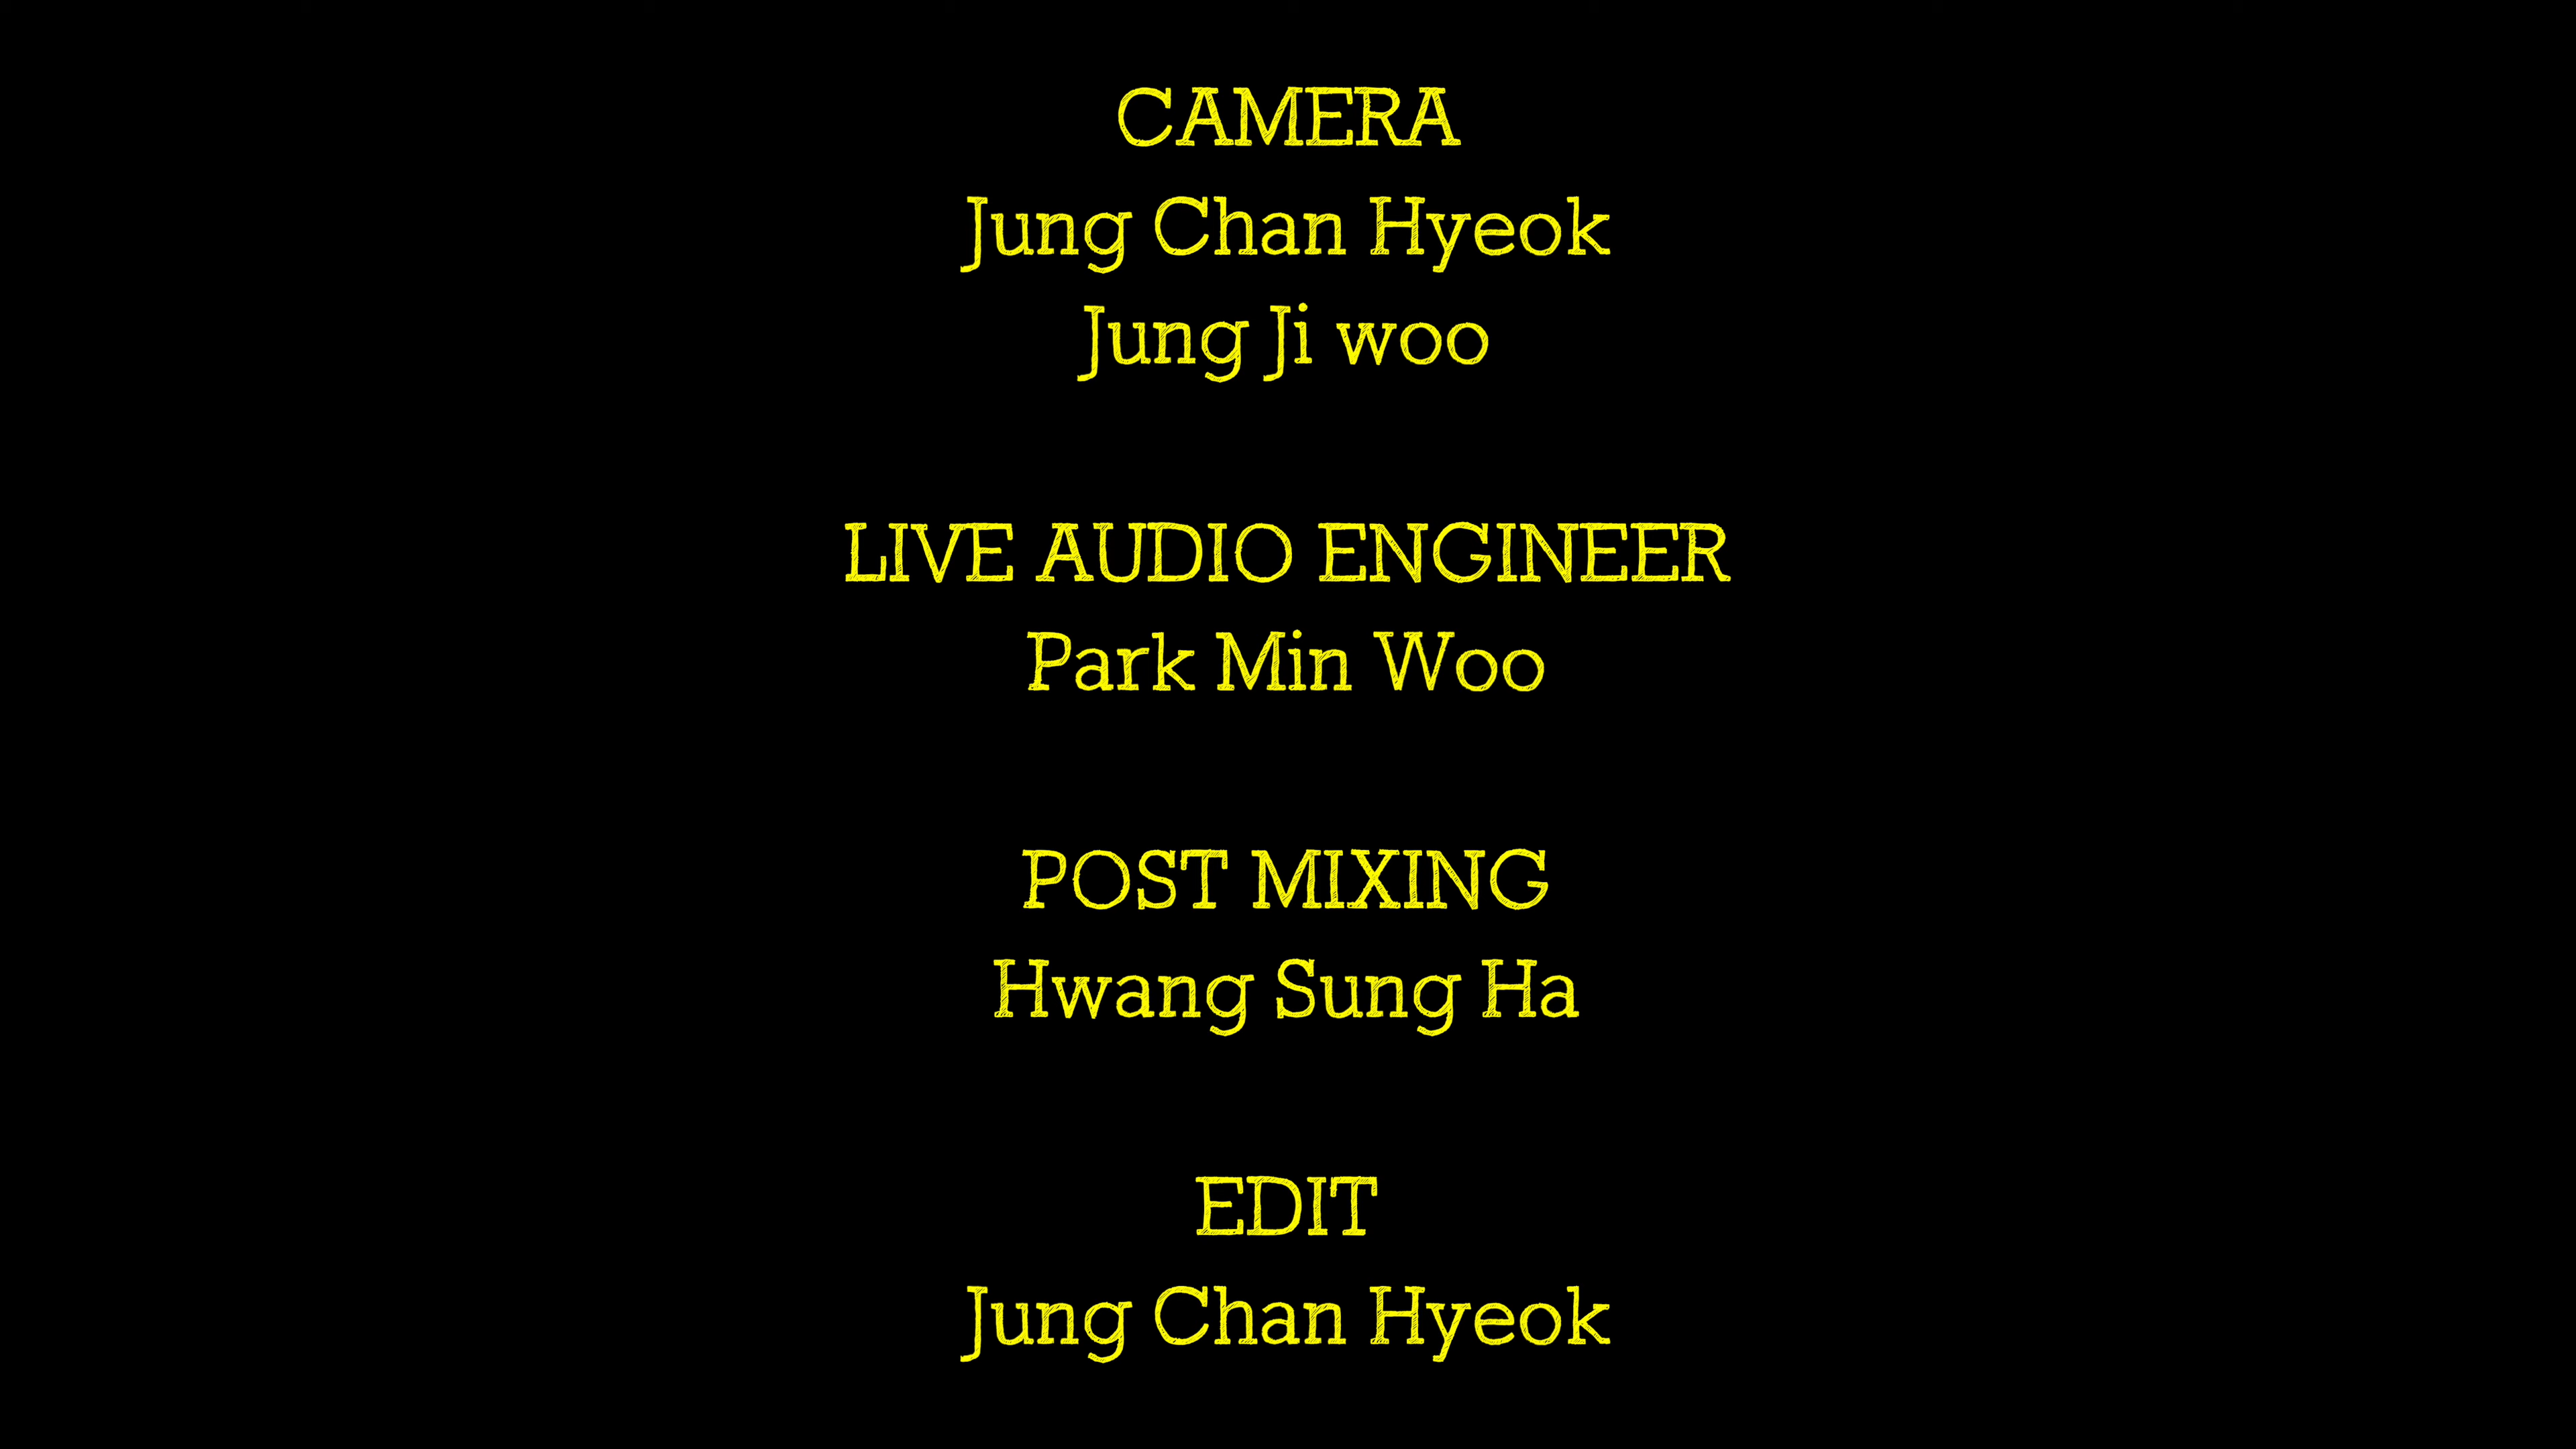 CAMERA
Jung Chan Hyeok
Jung Ji woo
LIVE AUDIO ENGINEER
Park Min Woo
POST MIXING
Hwang Sung Ha
EDIT
Jung Chan Hyeok